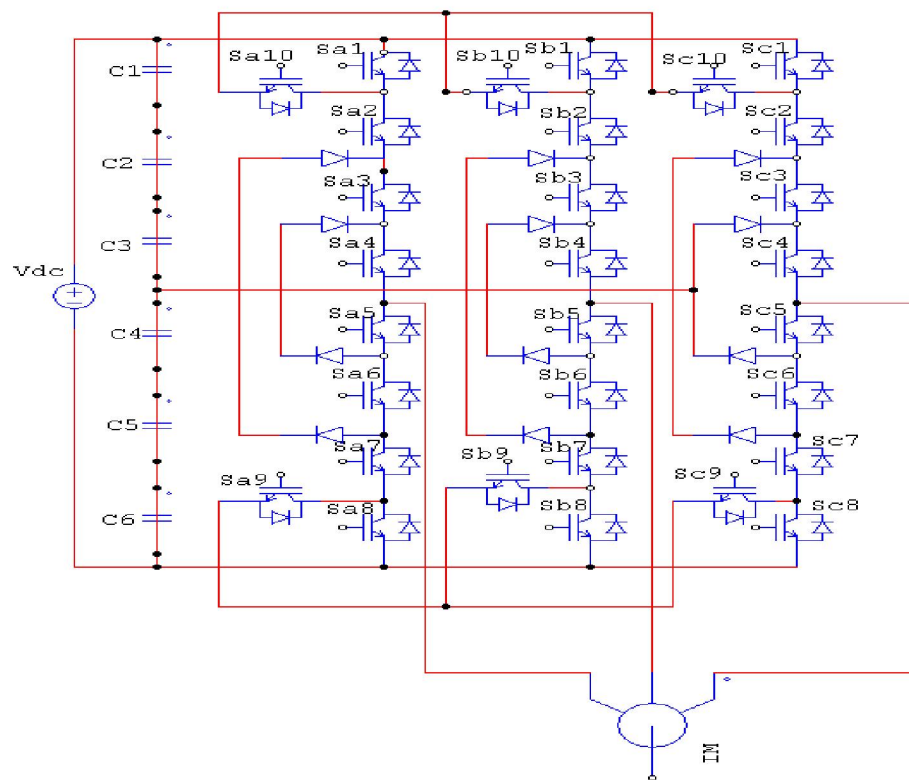 Sa10 Sa1 Sb10 Sb1 Sc10 Sc1
C1
Sa2 Sb2 Sc2
C2
Sa3 Sb3 Sc3
C3 Sa4 Sb4 Sc4
Vdc
C4 Sa5 Sb5 Sc5
Sa6 Sb6 Sc6
C5
Sa7 Sb9 Sb7 Sc7
Sa9 Sc9
C6 Sa8 Sb8 Sc8
IM